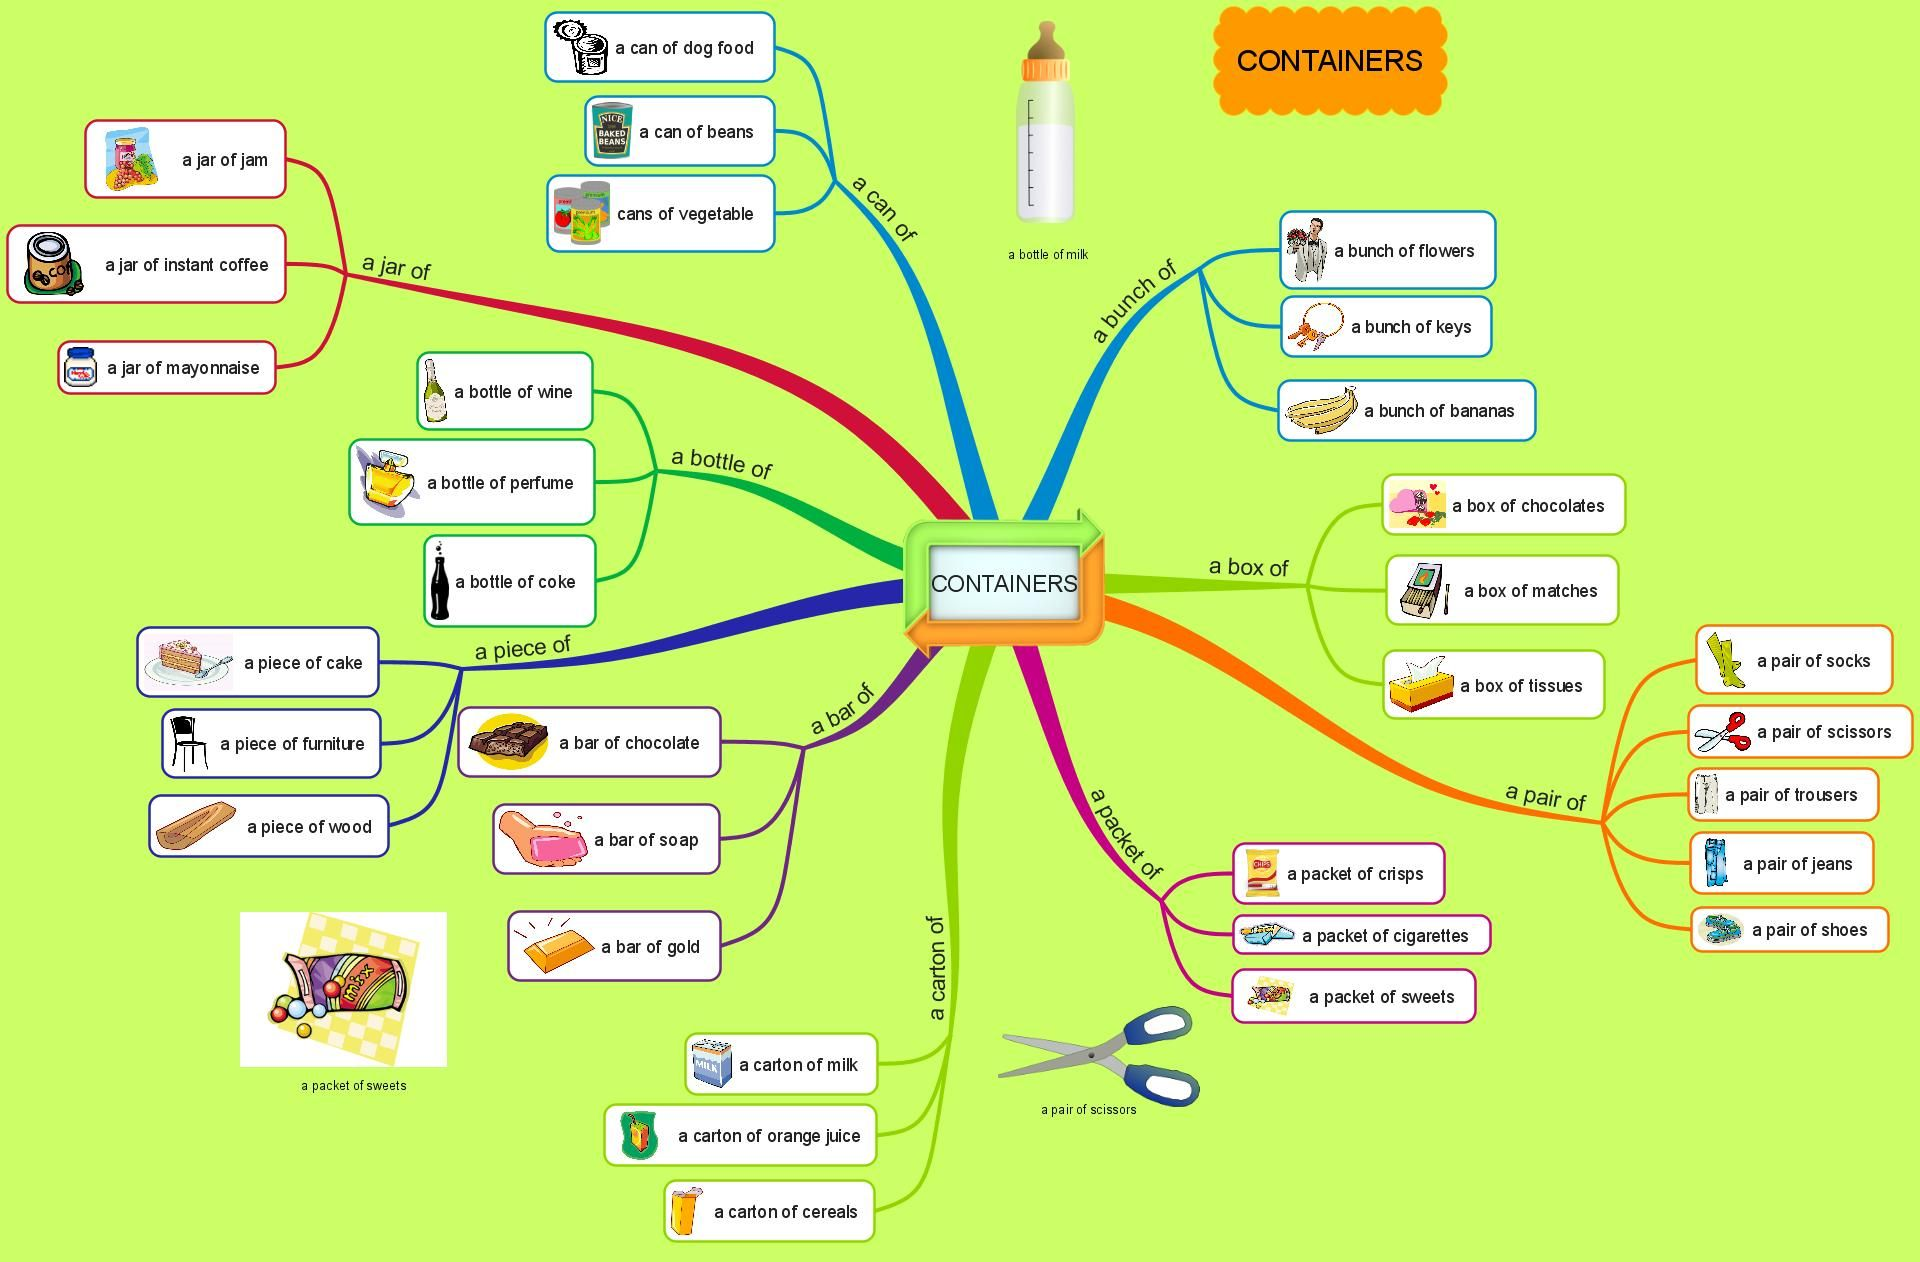 CONTAINERS
CONTAINERS
a can of
a can of dog food
a can of beans
NICE
BAKED
BEANS
cans of vegetable
a jar of
a jar of jam
a jar of instant coffee
a jar of mayonnaise
a bottle of
a bottle of wine
a bottle of perfume
a bottle of coke
a piece of
a piece of cake
a piece of furniture
a piece of wood
a bar of
a bar of chocolate
a bar of soap
a bar of gold
a carton of
a carton of milk
MILK
a carton of orange juice
a carton of cereals
a bottle of milk
a bunch of
a bunch of flowers
a bunch of keys
a bunch of bananas
a box of
a box of chocolates
a box of matches
a box of tissues
a pair of
a pair of socks
a pair of scissors
a pair of trousers
a pair of jeans
a pair of shoes
a packet of
a packet of crisps
CHIPS
a packet of cigarettes
a packet of sweets
mix
a packet of sweets
a pair of scissors